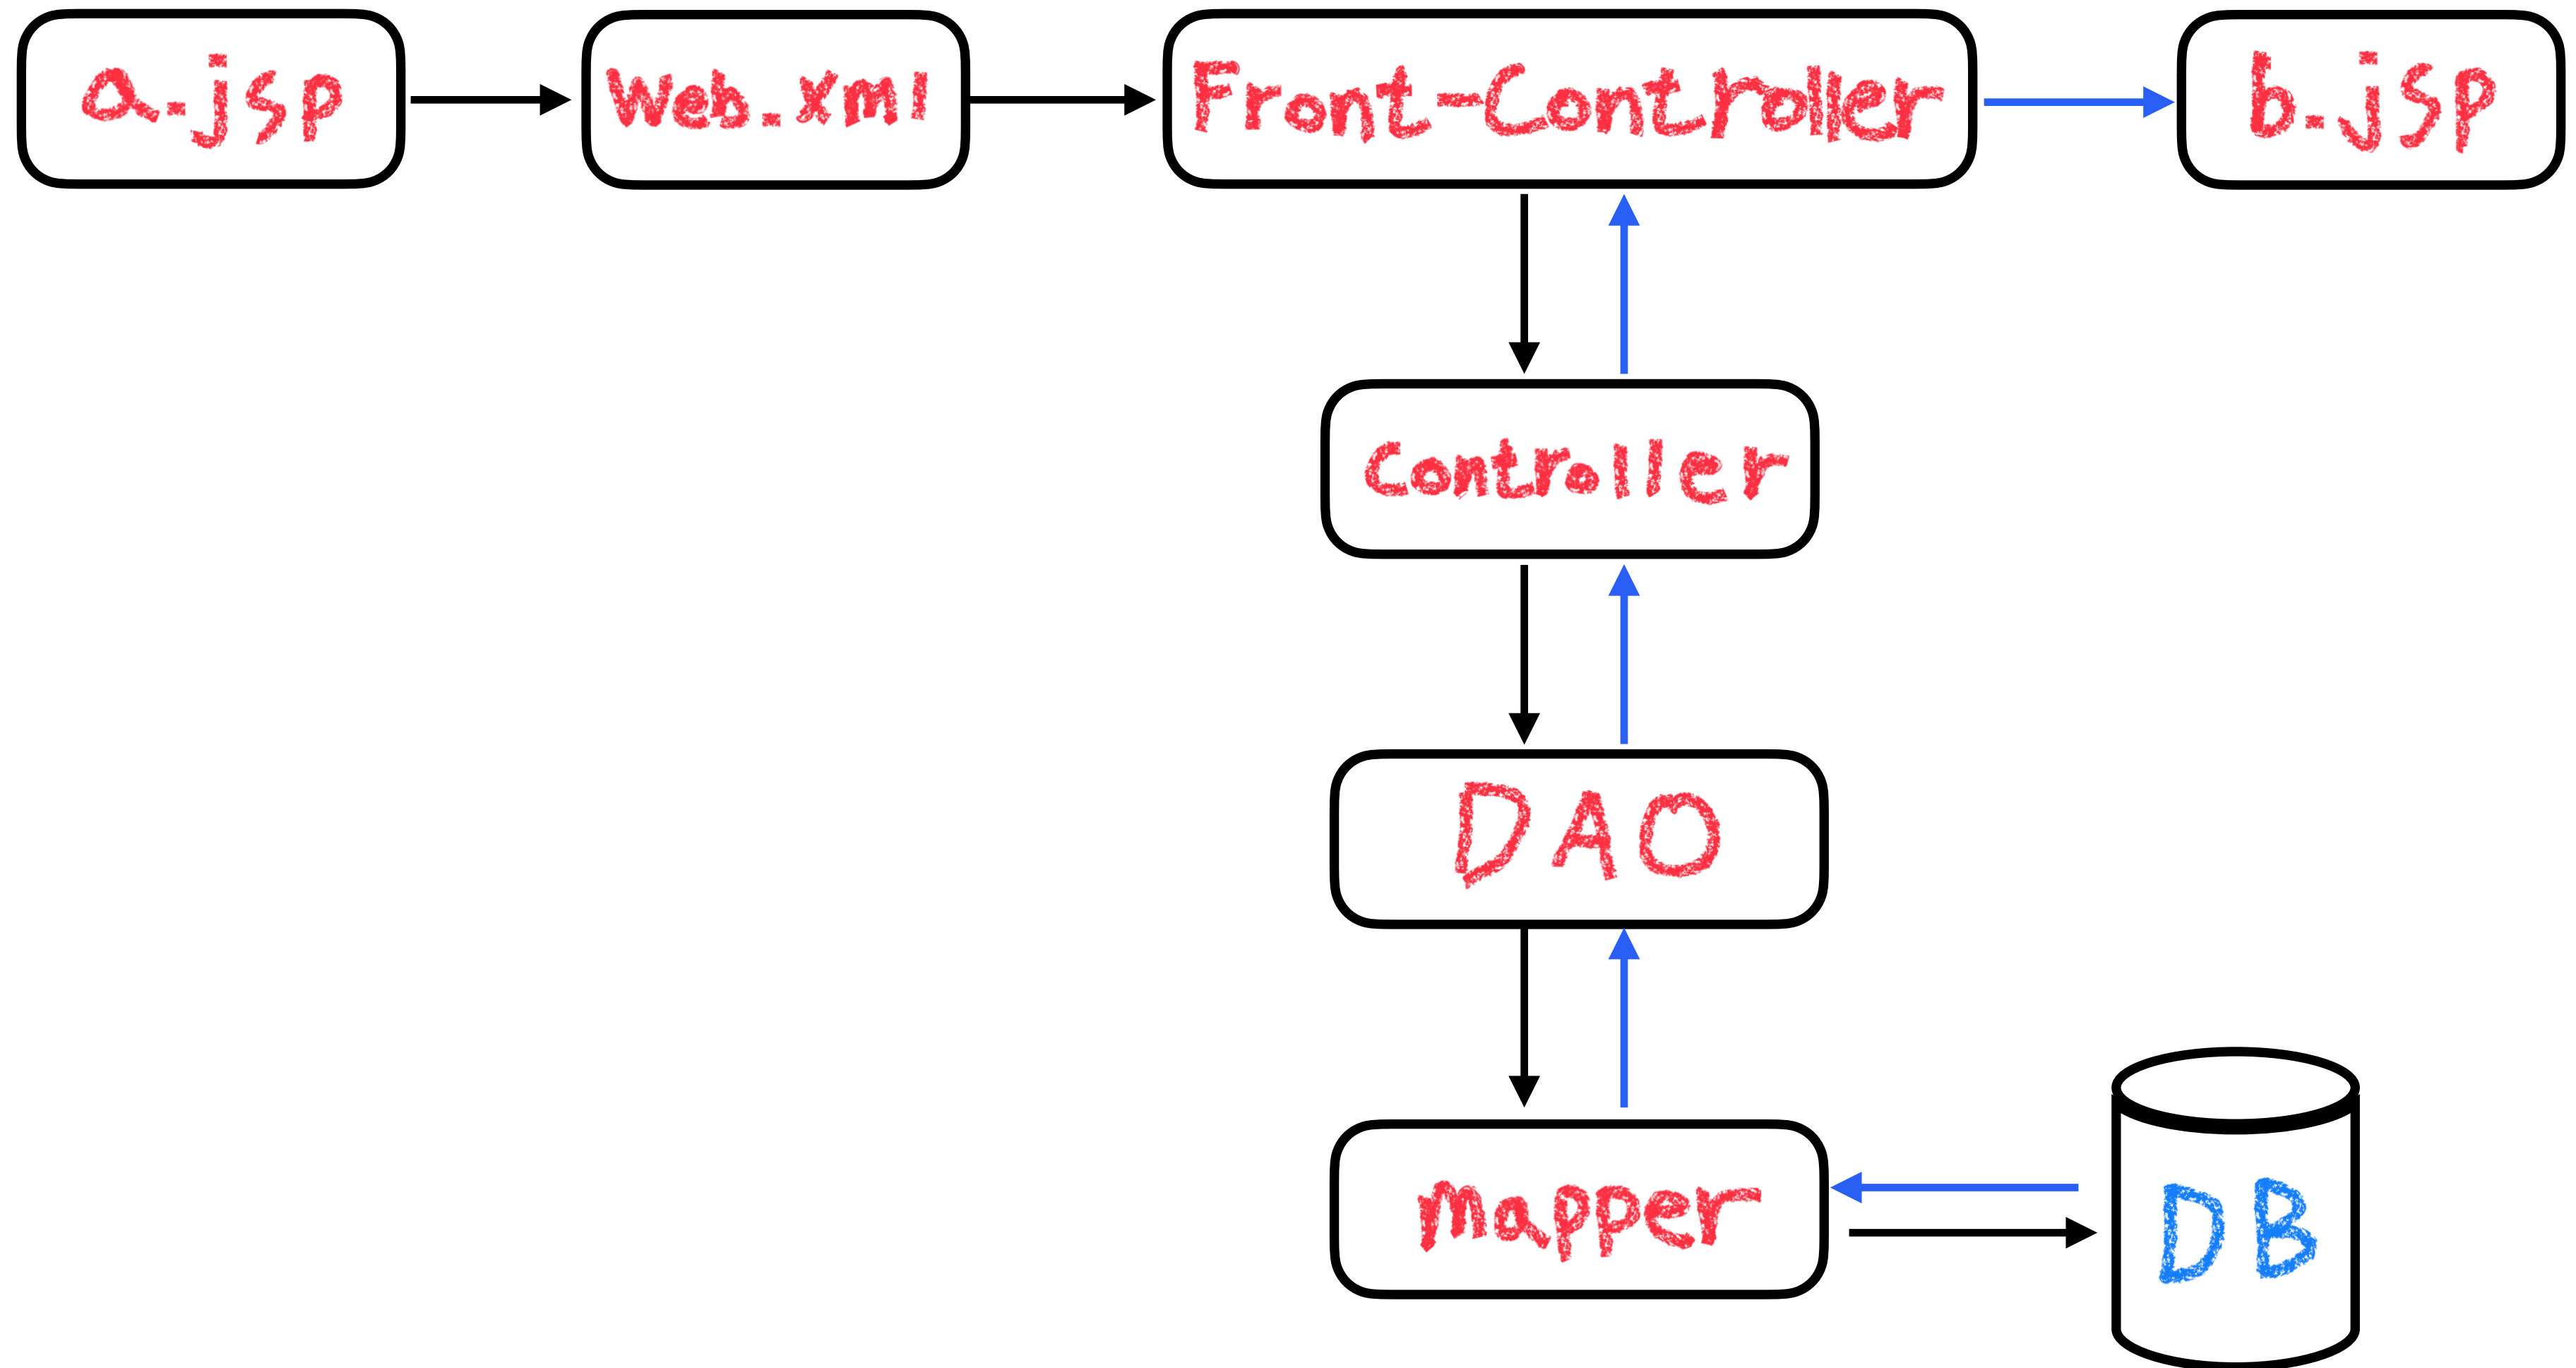 a.jsp
Web.xml
Front-Controller
b.jsp
Controller
DAO
Mapper
DB